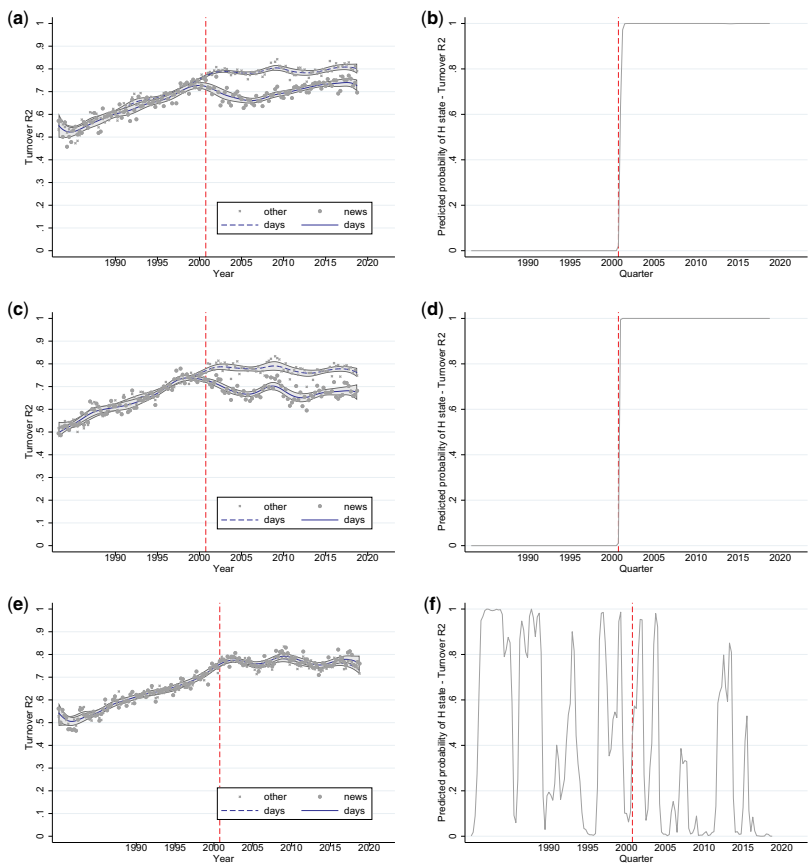 (a)
Turnover R2
0 .1 .2 .3 .4 .5 .6 .7 .8 .9 1
1990 1995 2000 2005 2010 2015 2020
Year
other news
days days
(b)
Predicted probability of H state - Turnover R2
0 .2 .4 .6 .8 1
1990 1995 2000 2005 2010 2015 2020
Quarter
(c)
Turnover R2
0 .1 .2 .3 .4 .5 .6 .7 .8 .9 1
1990 1995 2000 2005 2010 2015 2020
Year
other news
days days
(d)
Predicted probability of H state - Turnover R2
0 .2 .4 .6 .8 1
1990 1995 2000 2005 2010 2015 2020
Quarter
(e)
Turnover R2
0 .1 .2 .3 .4 .5 .6 .7 .8 .9 1
1990 1995 2000 2005 2010 2015 2020
Year
other news
days days
(f)
Predicted probability of H state - Turnover R2
0 .2 .4 .6 .8 1
1990 1995 2000 2005 2010 2015 2020
Quarter